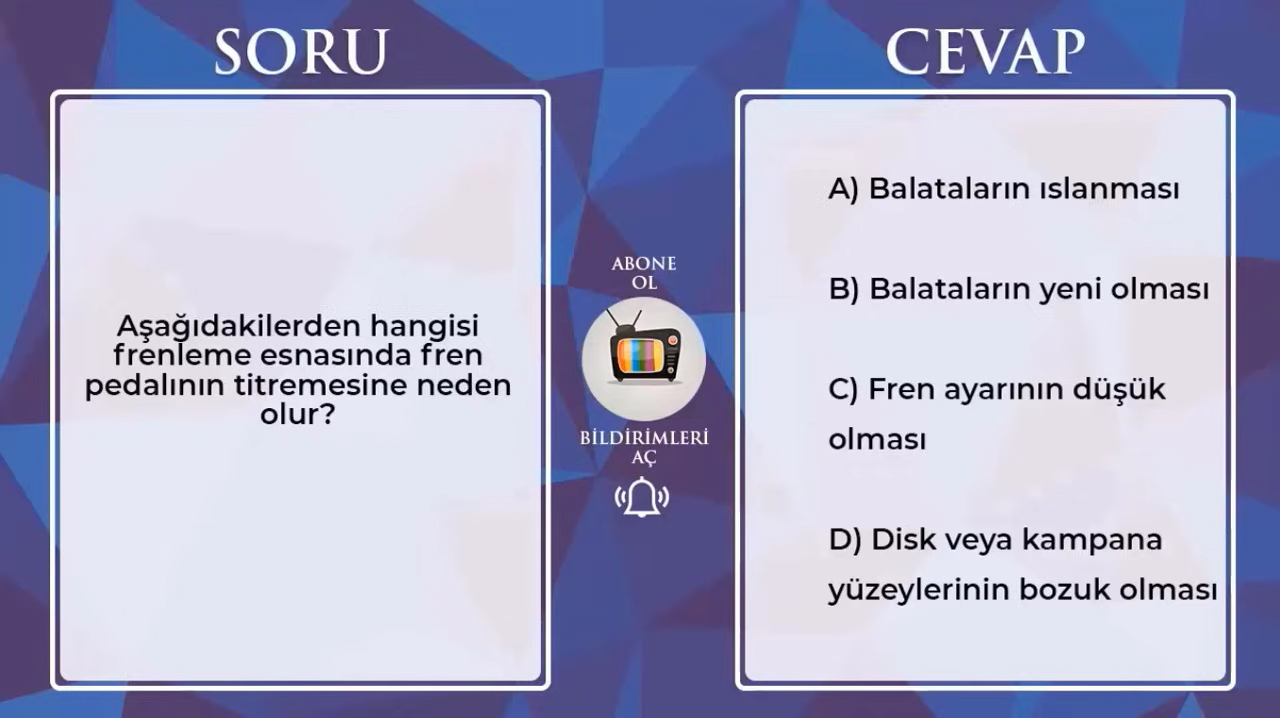 SORU
Aşağıdakilerden hangisi
frenleme esnasında fren
pedalının titremesine neden
olur?
ABONE
OL
BİLDİRİMLERİ
AÇ
CEVAP
A) Balataların ıslanması
B) Balataların yeni olması
C) Fren ayarının düşük
olması
D) Disk veya kampana
yüzeylerinin bozuk olması